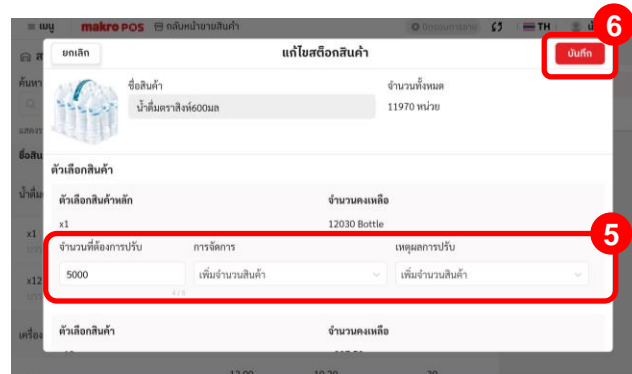 เมนู makro POS กลับหน้าขายสินค้า TH
6
ยกเลิก แก้ไขสต็อกสินค้า บันทึก
ค้นหา
ชื่อสินค้า จำนวนทั้งหมด
น้ำดื่มตราสิงห์600มล 11970 หน่วย
ตัวเลือกสินค้า
ตัวเลือกสินค้าหลัก จำนวนคงเหลือ
x1 12030 Bottle
5
x1
จำนวนที่ต้องการปรับ การจัดการ เหตุผลการปรับ
5000 เพิ่มจำนวนสินค้า เพิ่มจำนวนสินค้า
x12
4 / 8
ตัวเลือกสินค้า จำนวนคงเหลือ